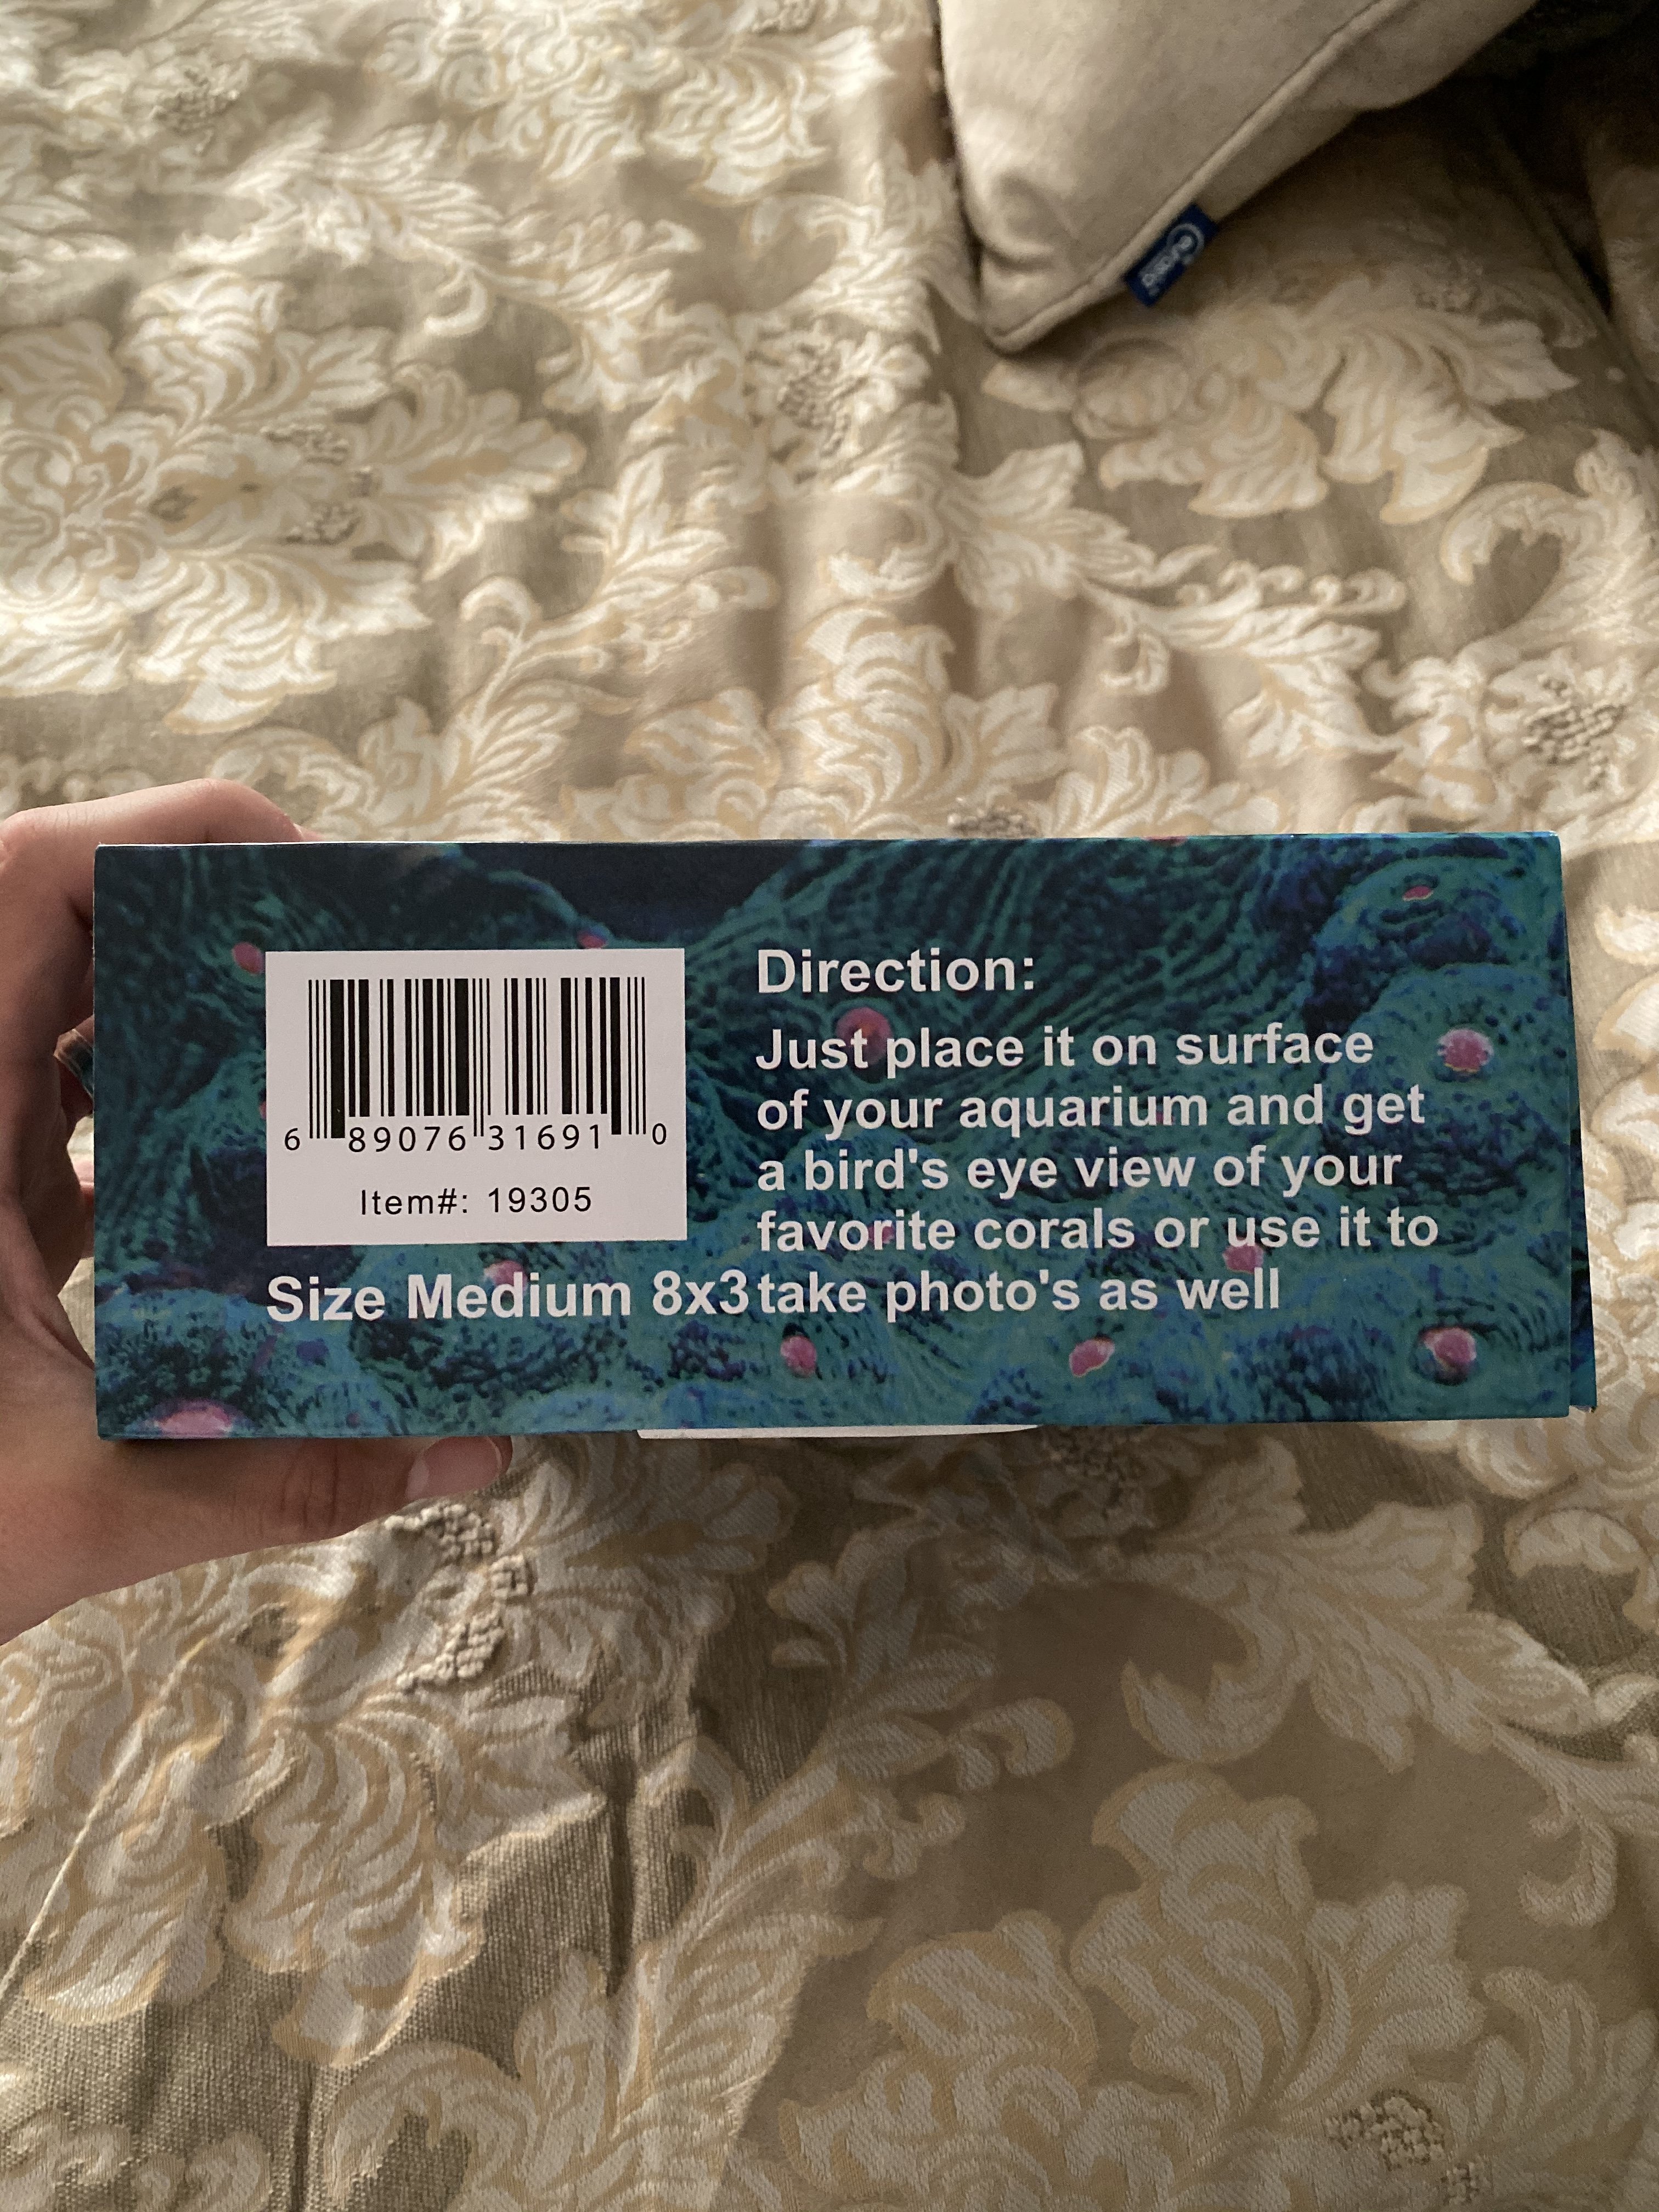 6 89076 31691 0
Item#: 19305
Size Medium 8x3
Direction:
Just place it on surface
of your aquarium and get
a bird's eye view of your
favorite corals or use it to
take photo's as well